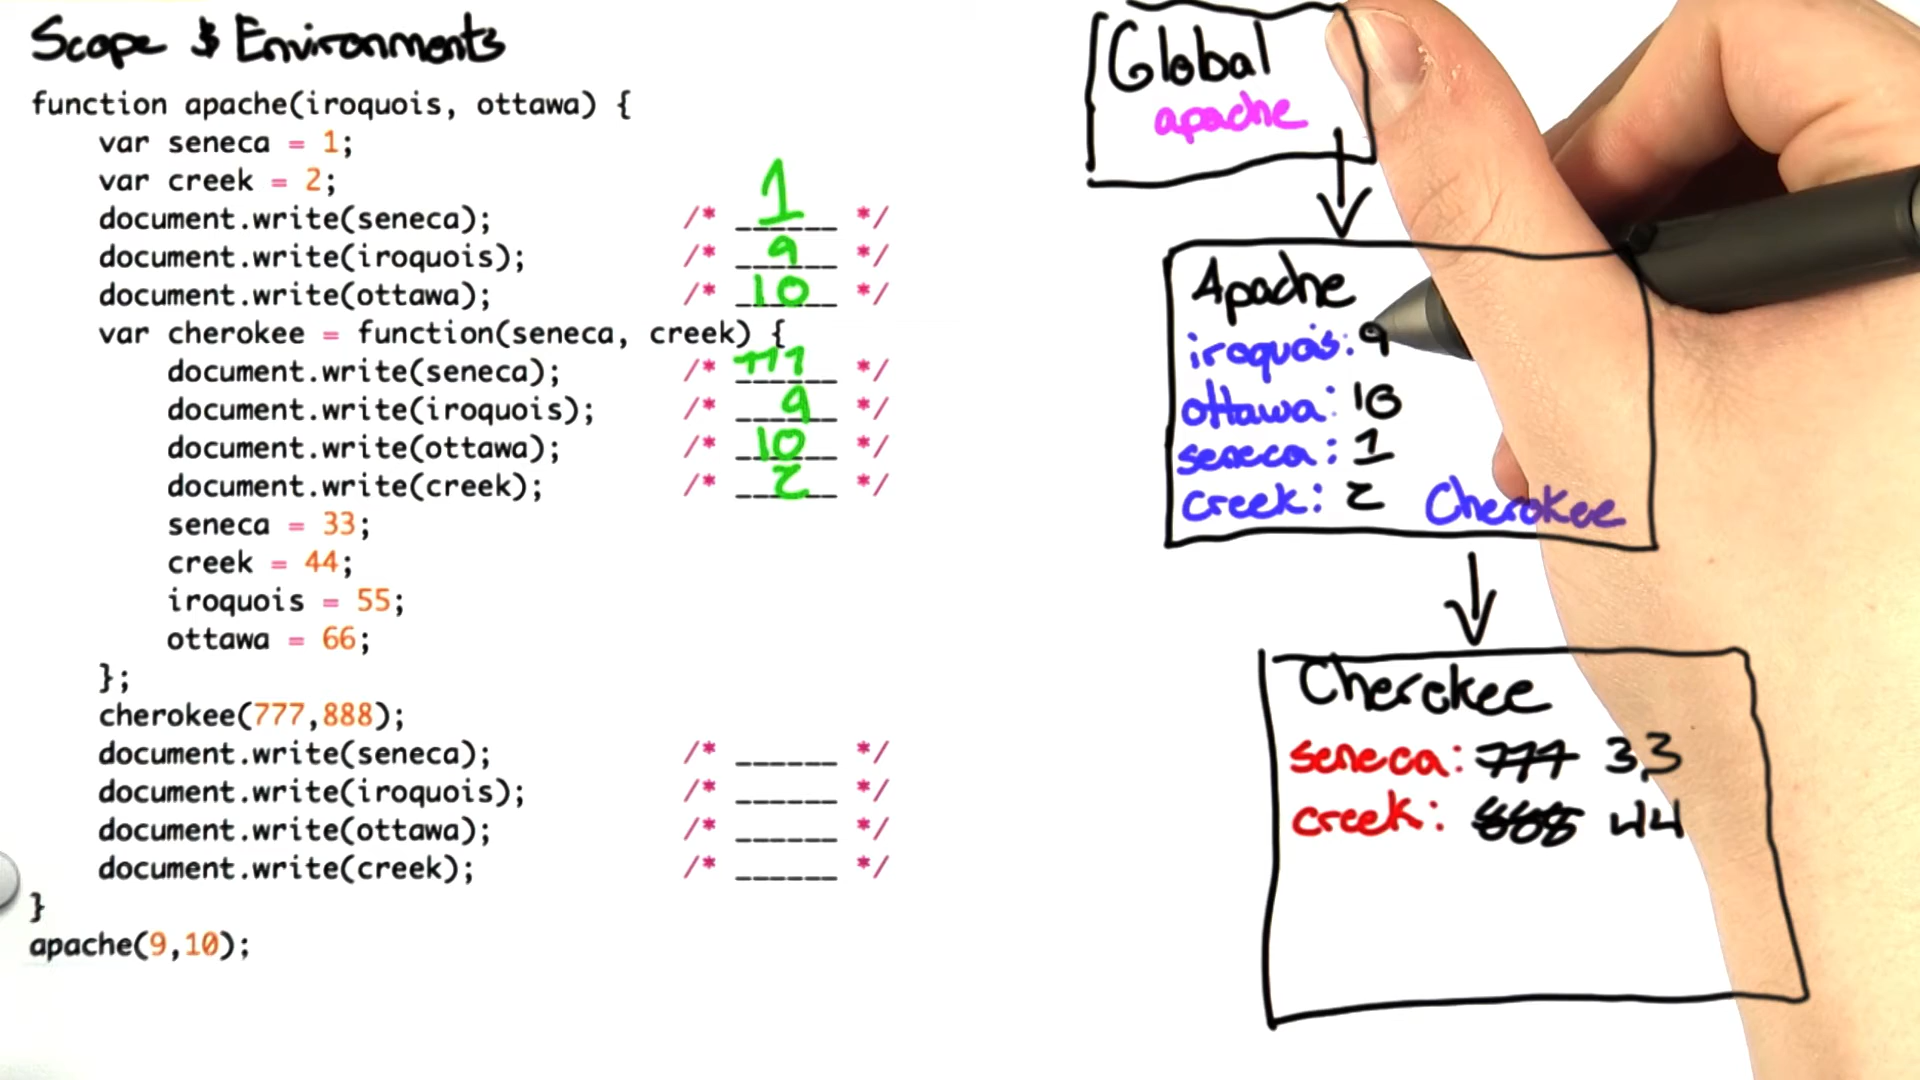 Scope & Environments
function apache(iroquois, ottawa) {
var seneca = 1;
var creek = 2;
document.write(seneca); /* 1 */
document.write(iroquois); /* 9 */
document.write(ottawa); /* 10 */
var cherokee = function(seneca, creek) {
document.write(seneca); /* 777 */
document.write(iroquois); /* 9 */
document.write(ottawa); /* 10 */
document.write(creek); /* 2 */
seneca = 33;
creek = 44;
iroquois = 55;
ottawa = 66;
};
cherokee(777,888);
document.write(seneca); /* ______ */
document.write(iroquois); /* ______ */
document.write(ottawa); /* ______ */
document.write(creek); /* ______ */
}
apache(9,10);
Global
apache
Apache
iroquois: 9
ottawa: 10
seneca: 1
creek: 2 Cherokee
Cherokee
seneca: 777 33
creek: 888 44